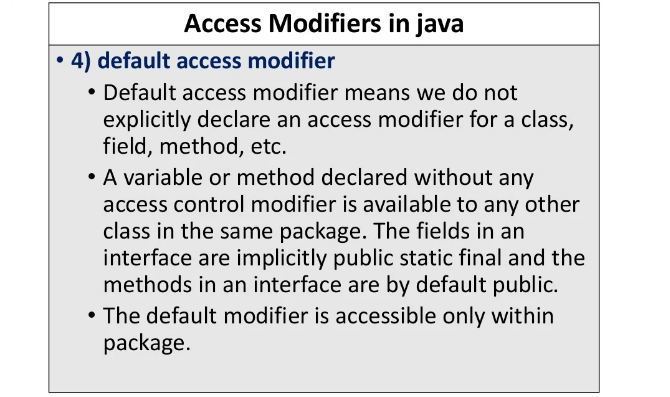 Access Modifiers in java
• 4) default access modifier
• Default access modifier means we do not
explicitly declare an access modifier for a class,
field, method, etc.
• A variable or method declared without any
access control modifier is available to any other
class in the same package. The fields in an
interface are implicitly public static final and the
methods in an interface are by default public.
• The default modifier is accessible only within
package.